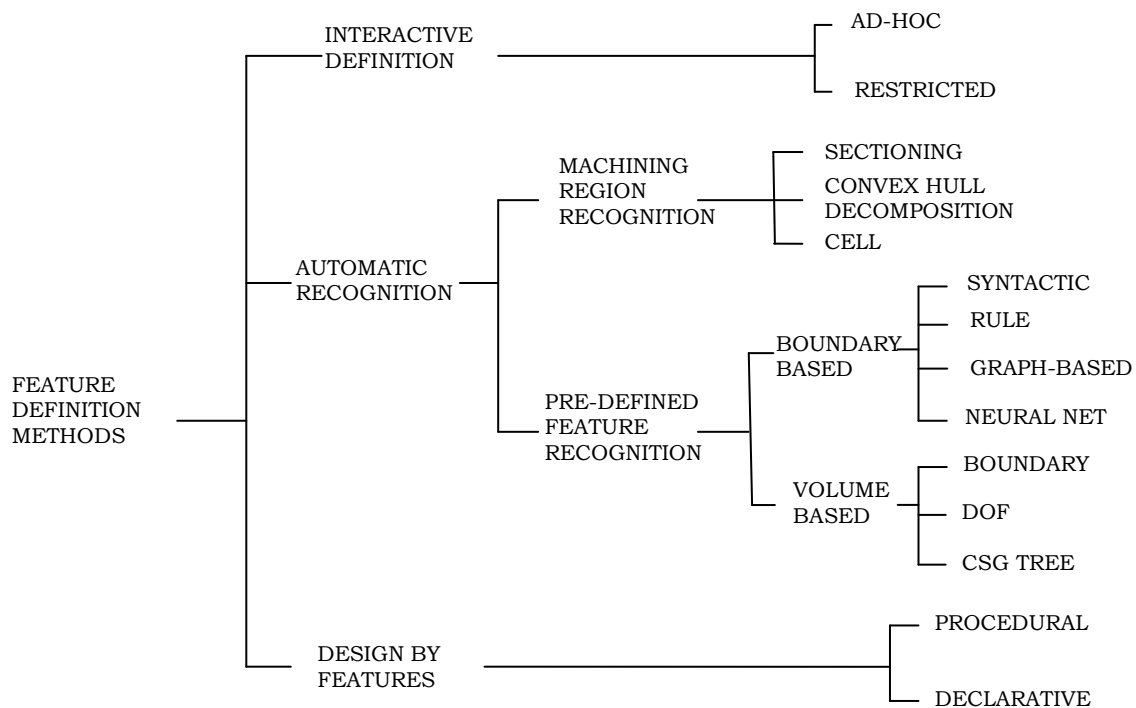 FEATURE
DEFINITION
METHODS
INTERACTIVE
DEFINITION
AD-HOC
RESTRICTED
AUTOMATIC
RECOGNITION
MACHINING
REGION
RECOGNITION
SECTIONING
CONVEX HULL
DECOMPOSITION
CELL
PRE-DEFINED
FEATURE
RECOGNITION
BOUNDARY
BASED
SYNTACTIC
RULE
GRAPH-BASED
NEURAL NET
VOLUME
BASED
BOUNDARY
DOF
CSG TREE
DESIGN BY
FEATURES
PROCEDURAL
DECLARATIVE